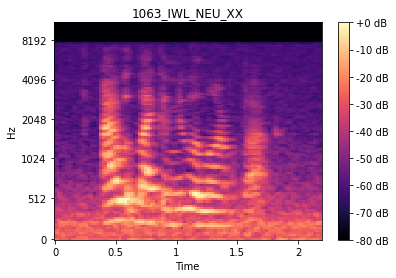 1063_IWL_NEU_XX
8192
4096
2048
1024
512
0
Hz
0
0.5
1
1.5
2
Time
+0 dB
-10 dB
-20 dB
-30 dB
-40 dB
-50 dB
-60 dB
-70 dB
-80 dB